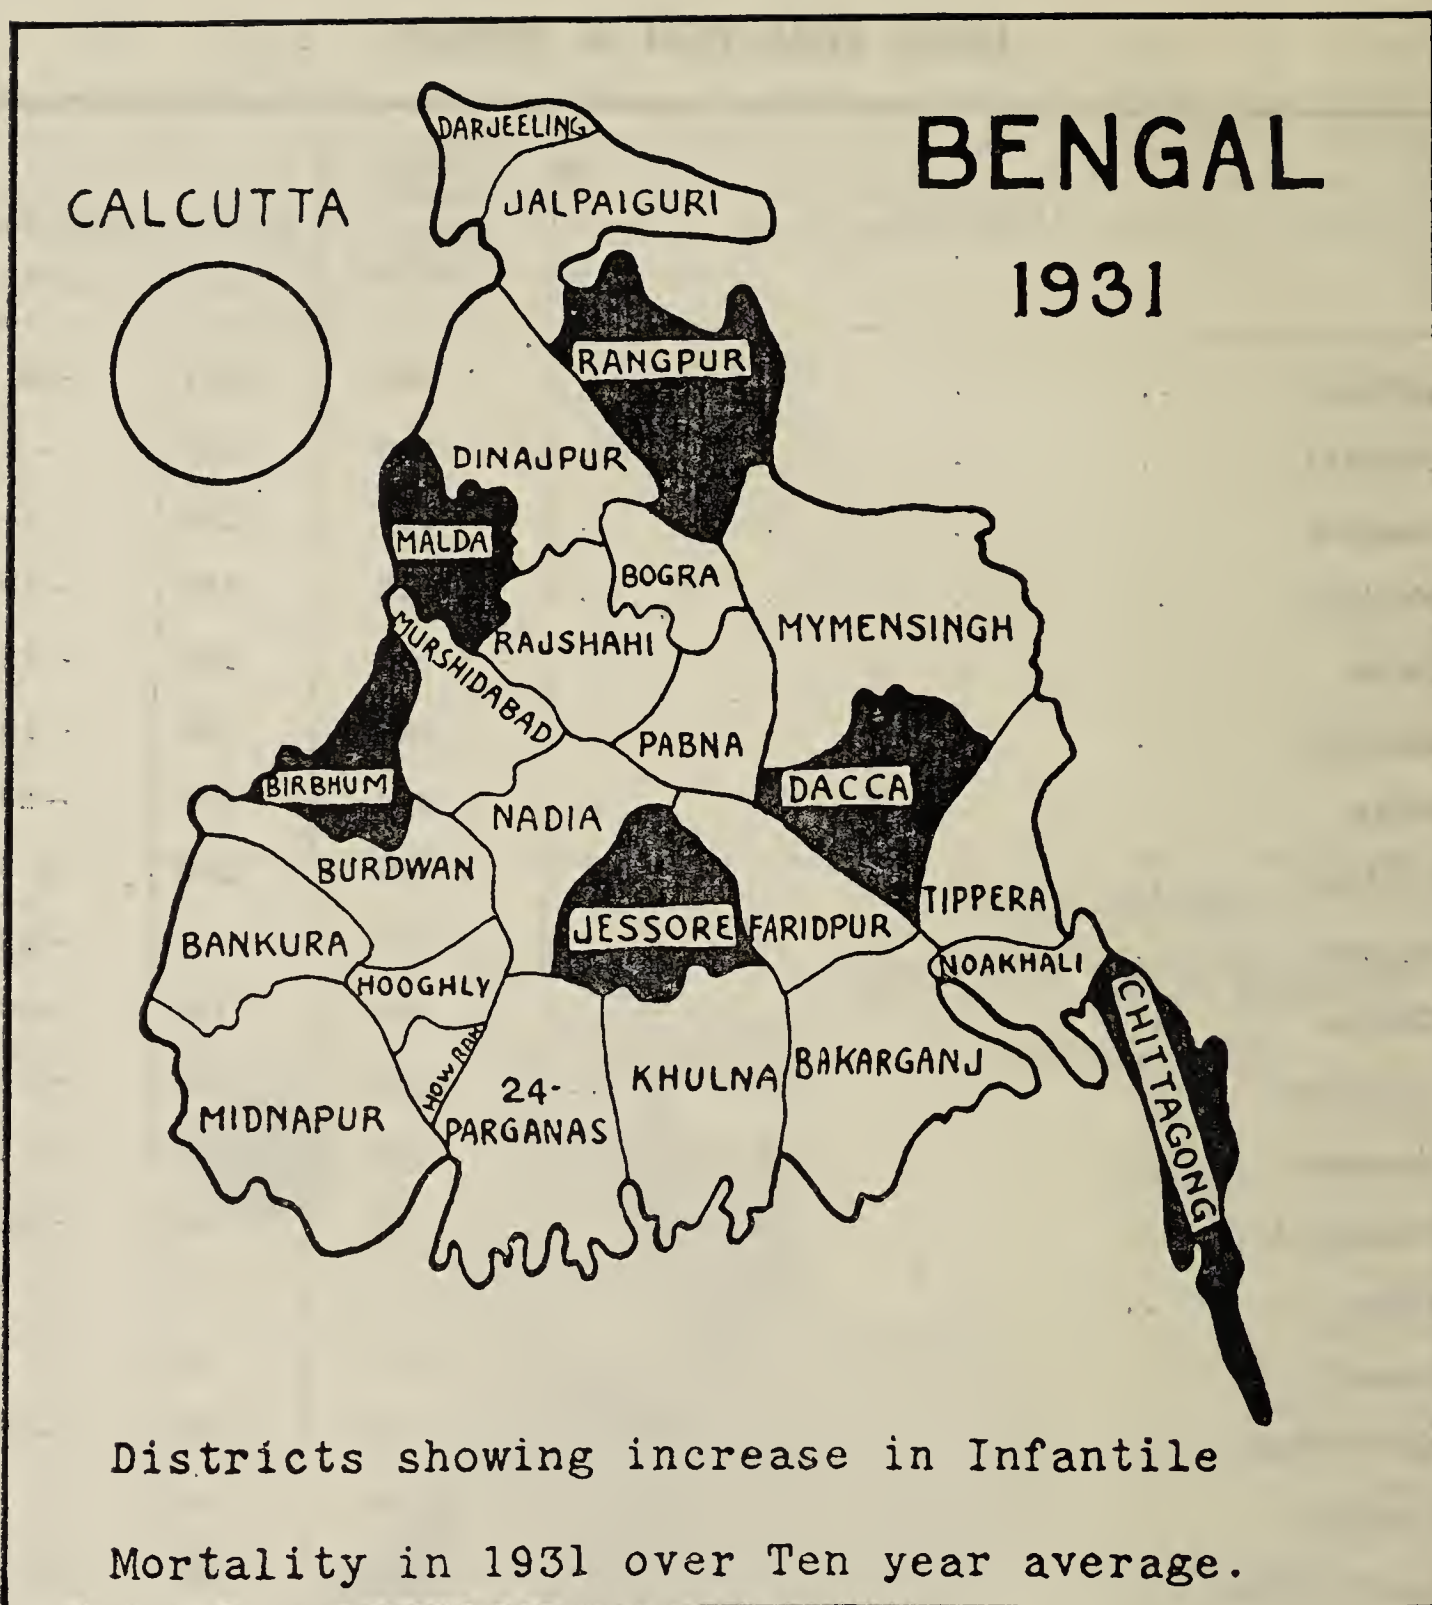 BENGAL
1931
CALCUTTA
DARJEELING
JALPAIGURI
RANGPUR
DINAJPUR
MALDA
BOGRA
MYMENSINGH
RAJSHAHI
MURSHIDABAD
PABNA
BIRBHUM
DACCA
NADIA
BURDWAN
TIPPERA
JESSORE
FARIDPUR
BANKURA
NOAKHALI
HOOGHLY
CHITTAGONG
HOWRAH
KHULNA
BAKARGANJ
24-
PARGANAS
MIDNAPUR
Districts showing increase in Infantile
Mortality in 1931 over Ten year average.